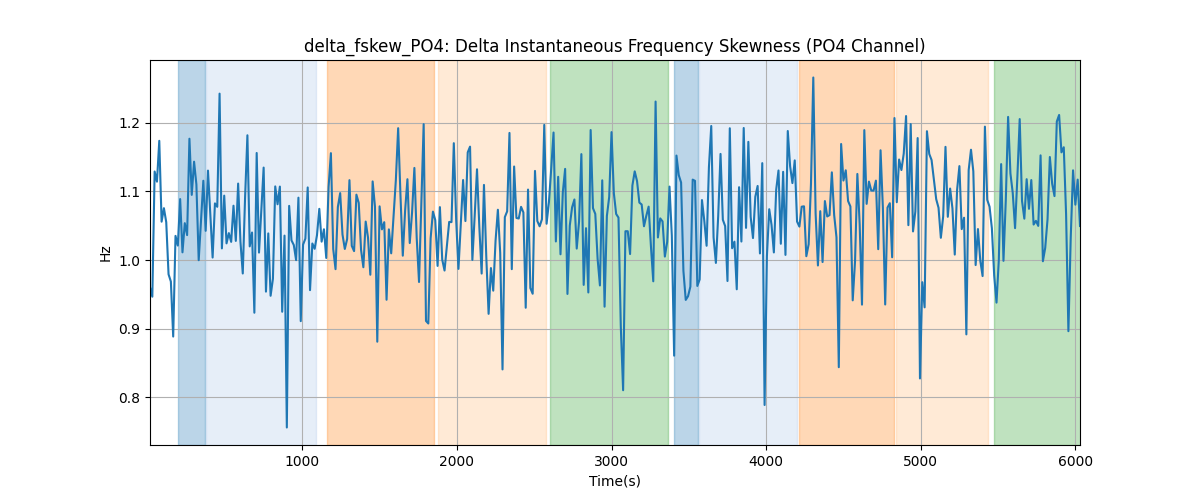 delta_fskew_PO4: Delta Instantaneous Frequency Skewness (PO4 Channel)
Hz
1.2
1.1
1.0
0.9
0.8
1000 2000 3000 4000 5000 6000
Time(s)